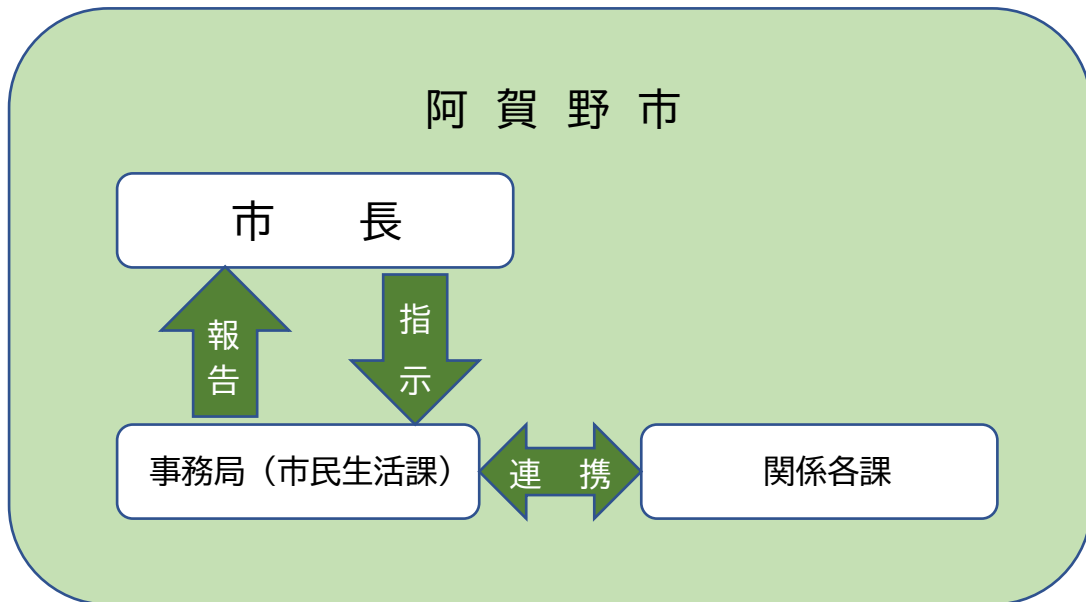 阿賀野市
市長
報告
指示
事務局（市民生活課）
連携
関係各課